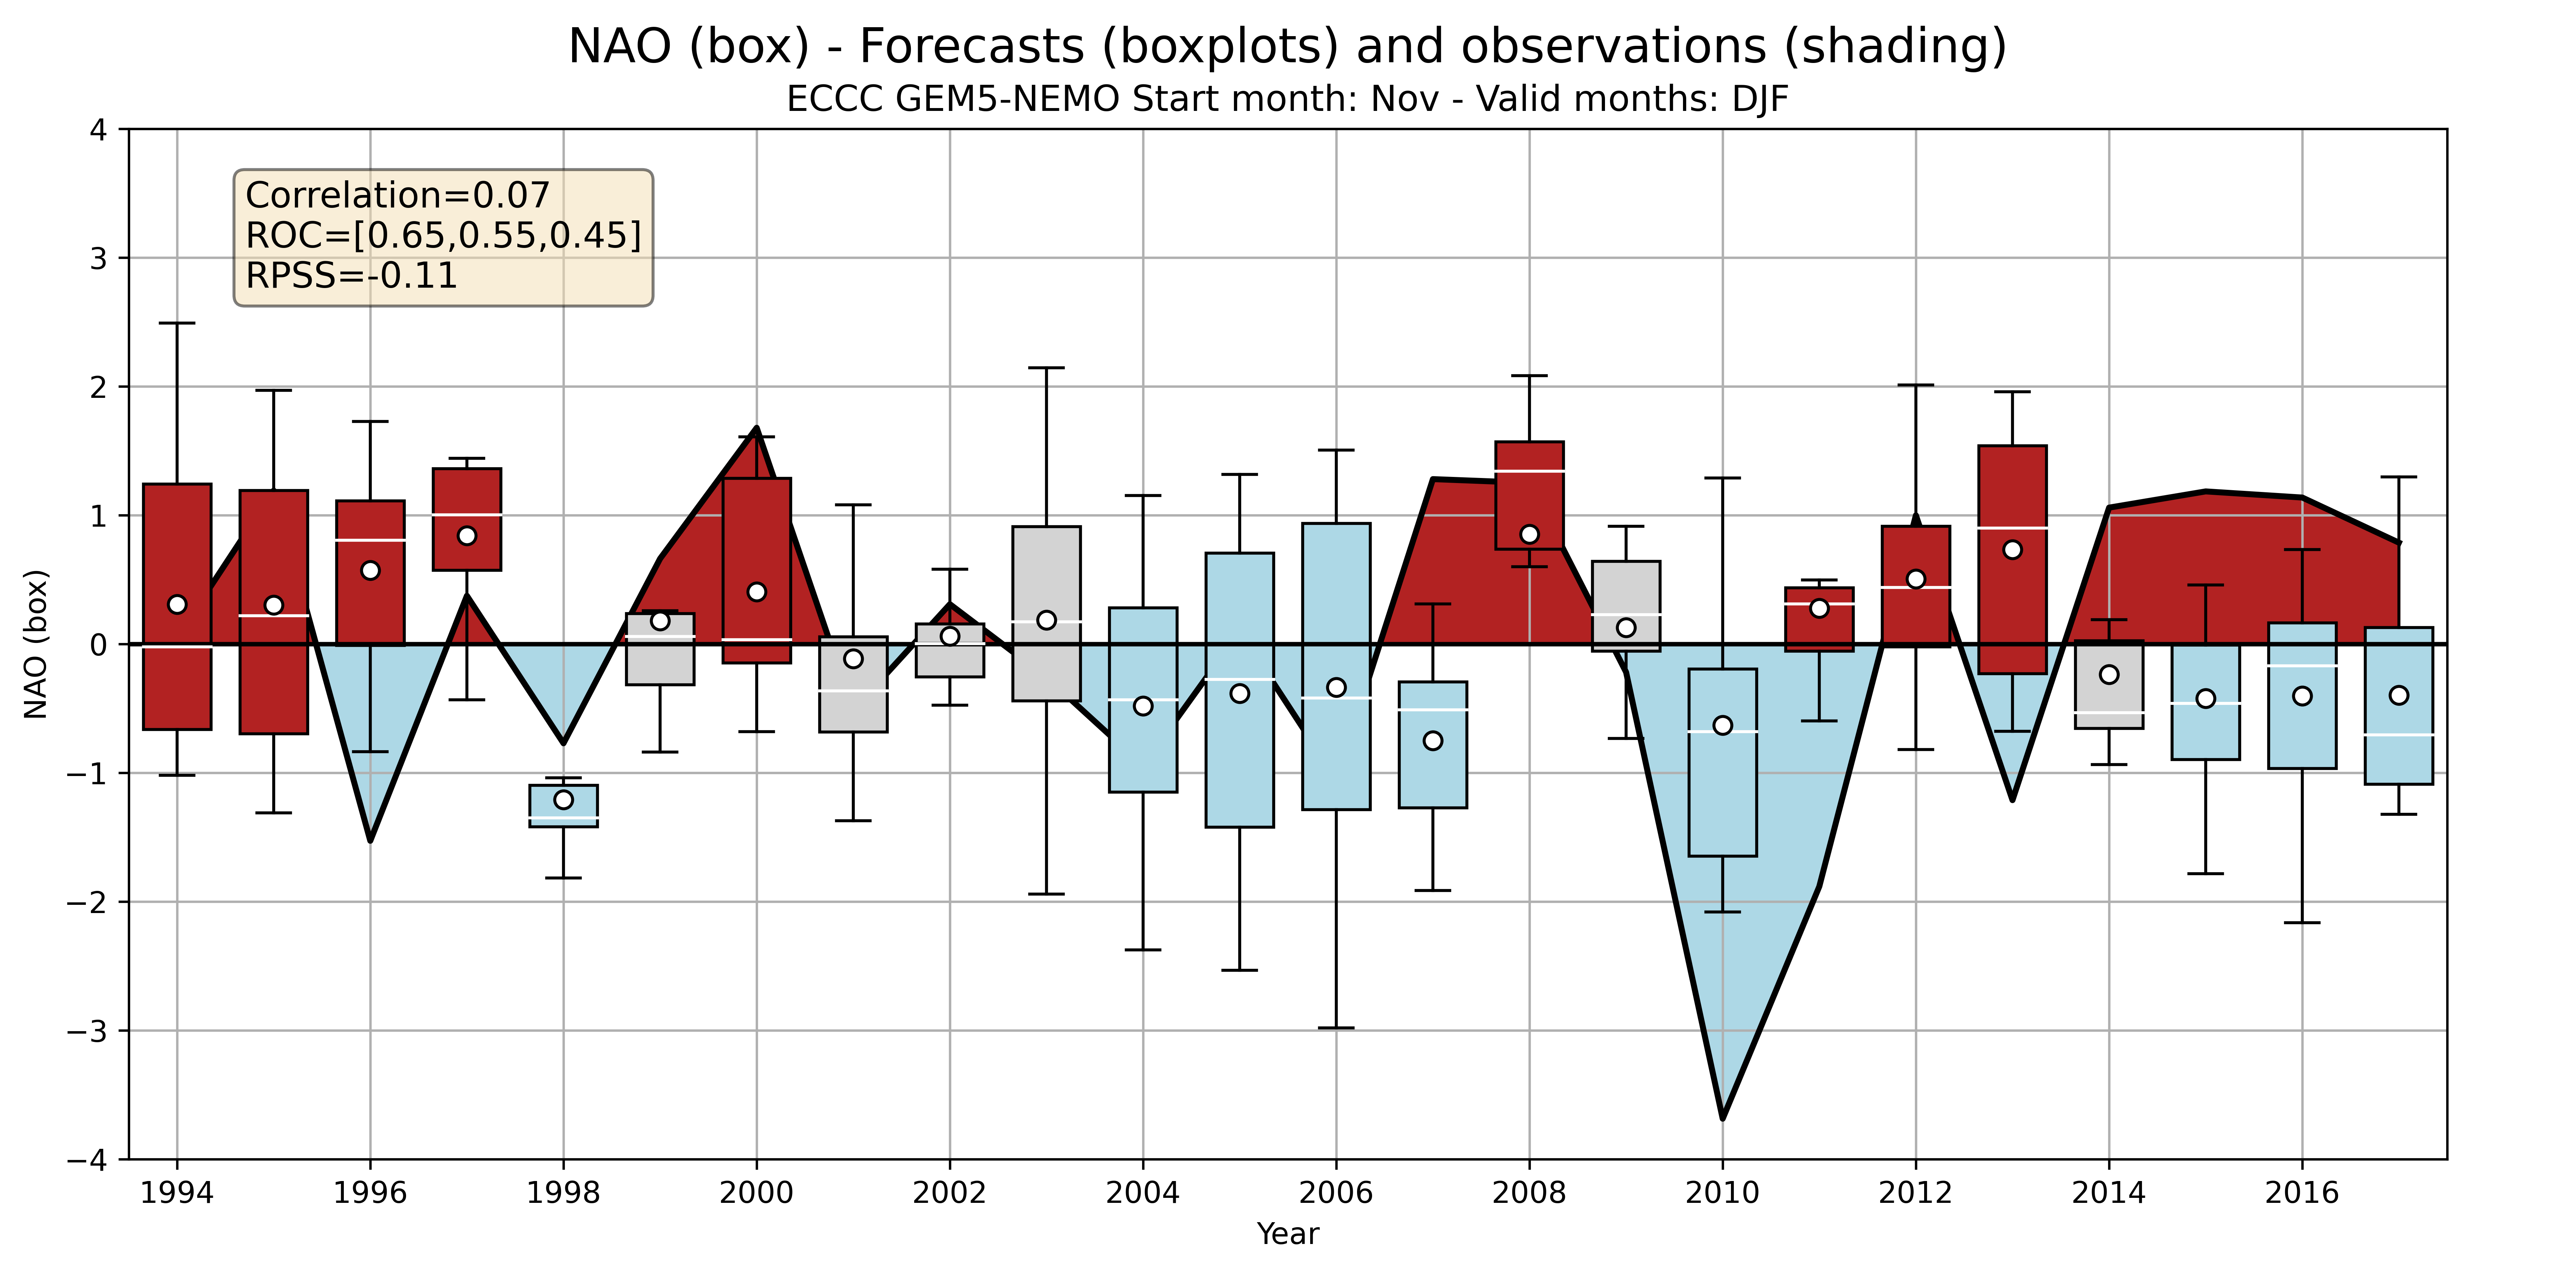 NAO (box) - Forecasts (boxplots) and observations (shading)
ECCC GEM5-NEMO Start month: Nov - Valid months: DJF
Correlation=0.07
ROC=[0.65,0.55,0.45]
RPSS=-0.11
NAO (box)
4
3
2
1
0
−1
−2
−3
−4
1994 1996 1998 2000 2002 2004 2006 2008 2010 2012 2014 2016
Year